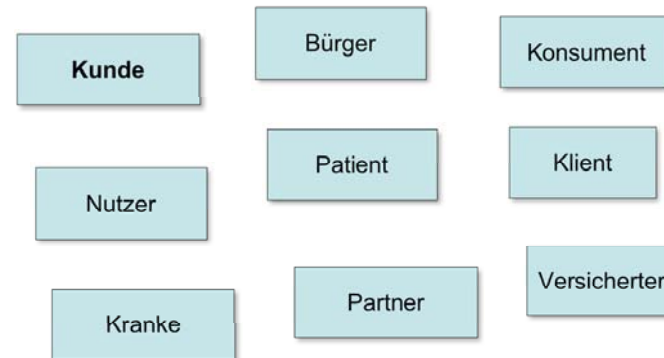 Kunde
Bürger
Konsument
Nutzer
Patient
Klient
Kranke
Partner
Versicherter